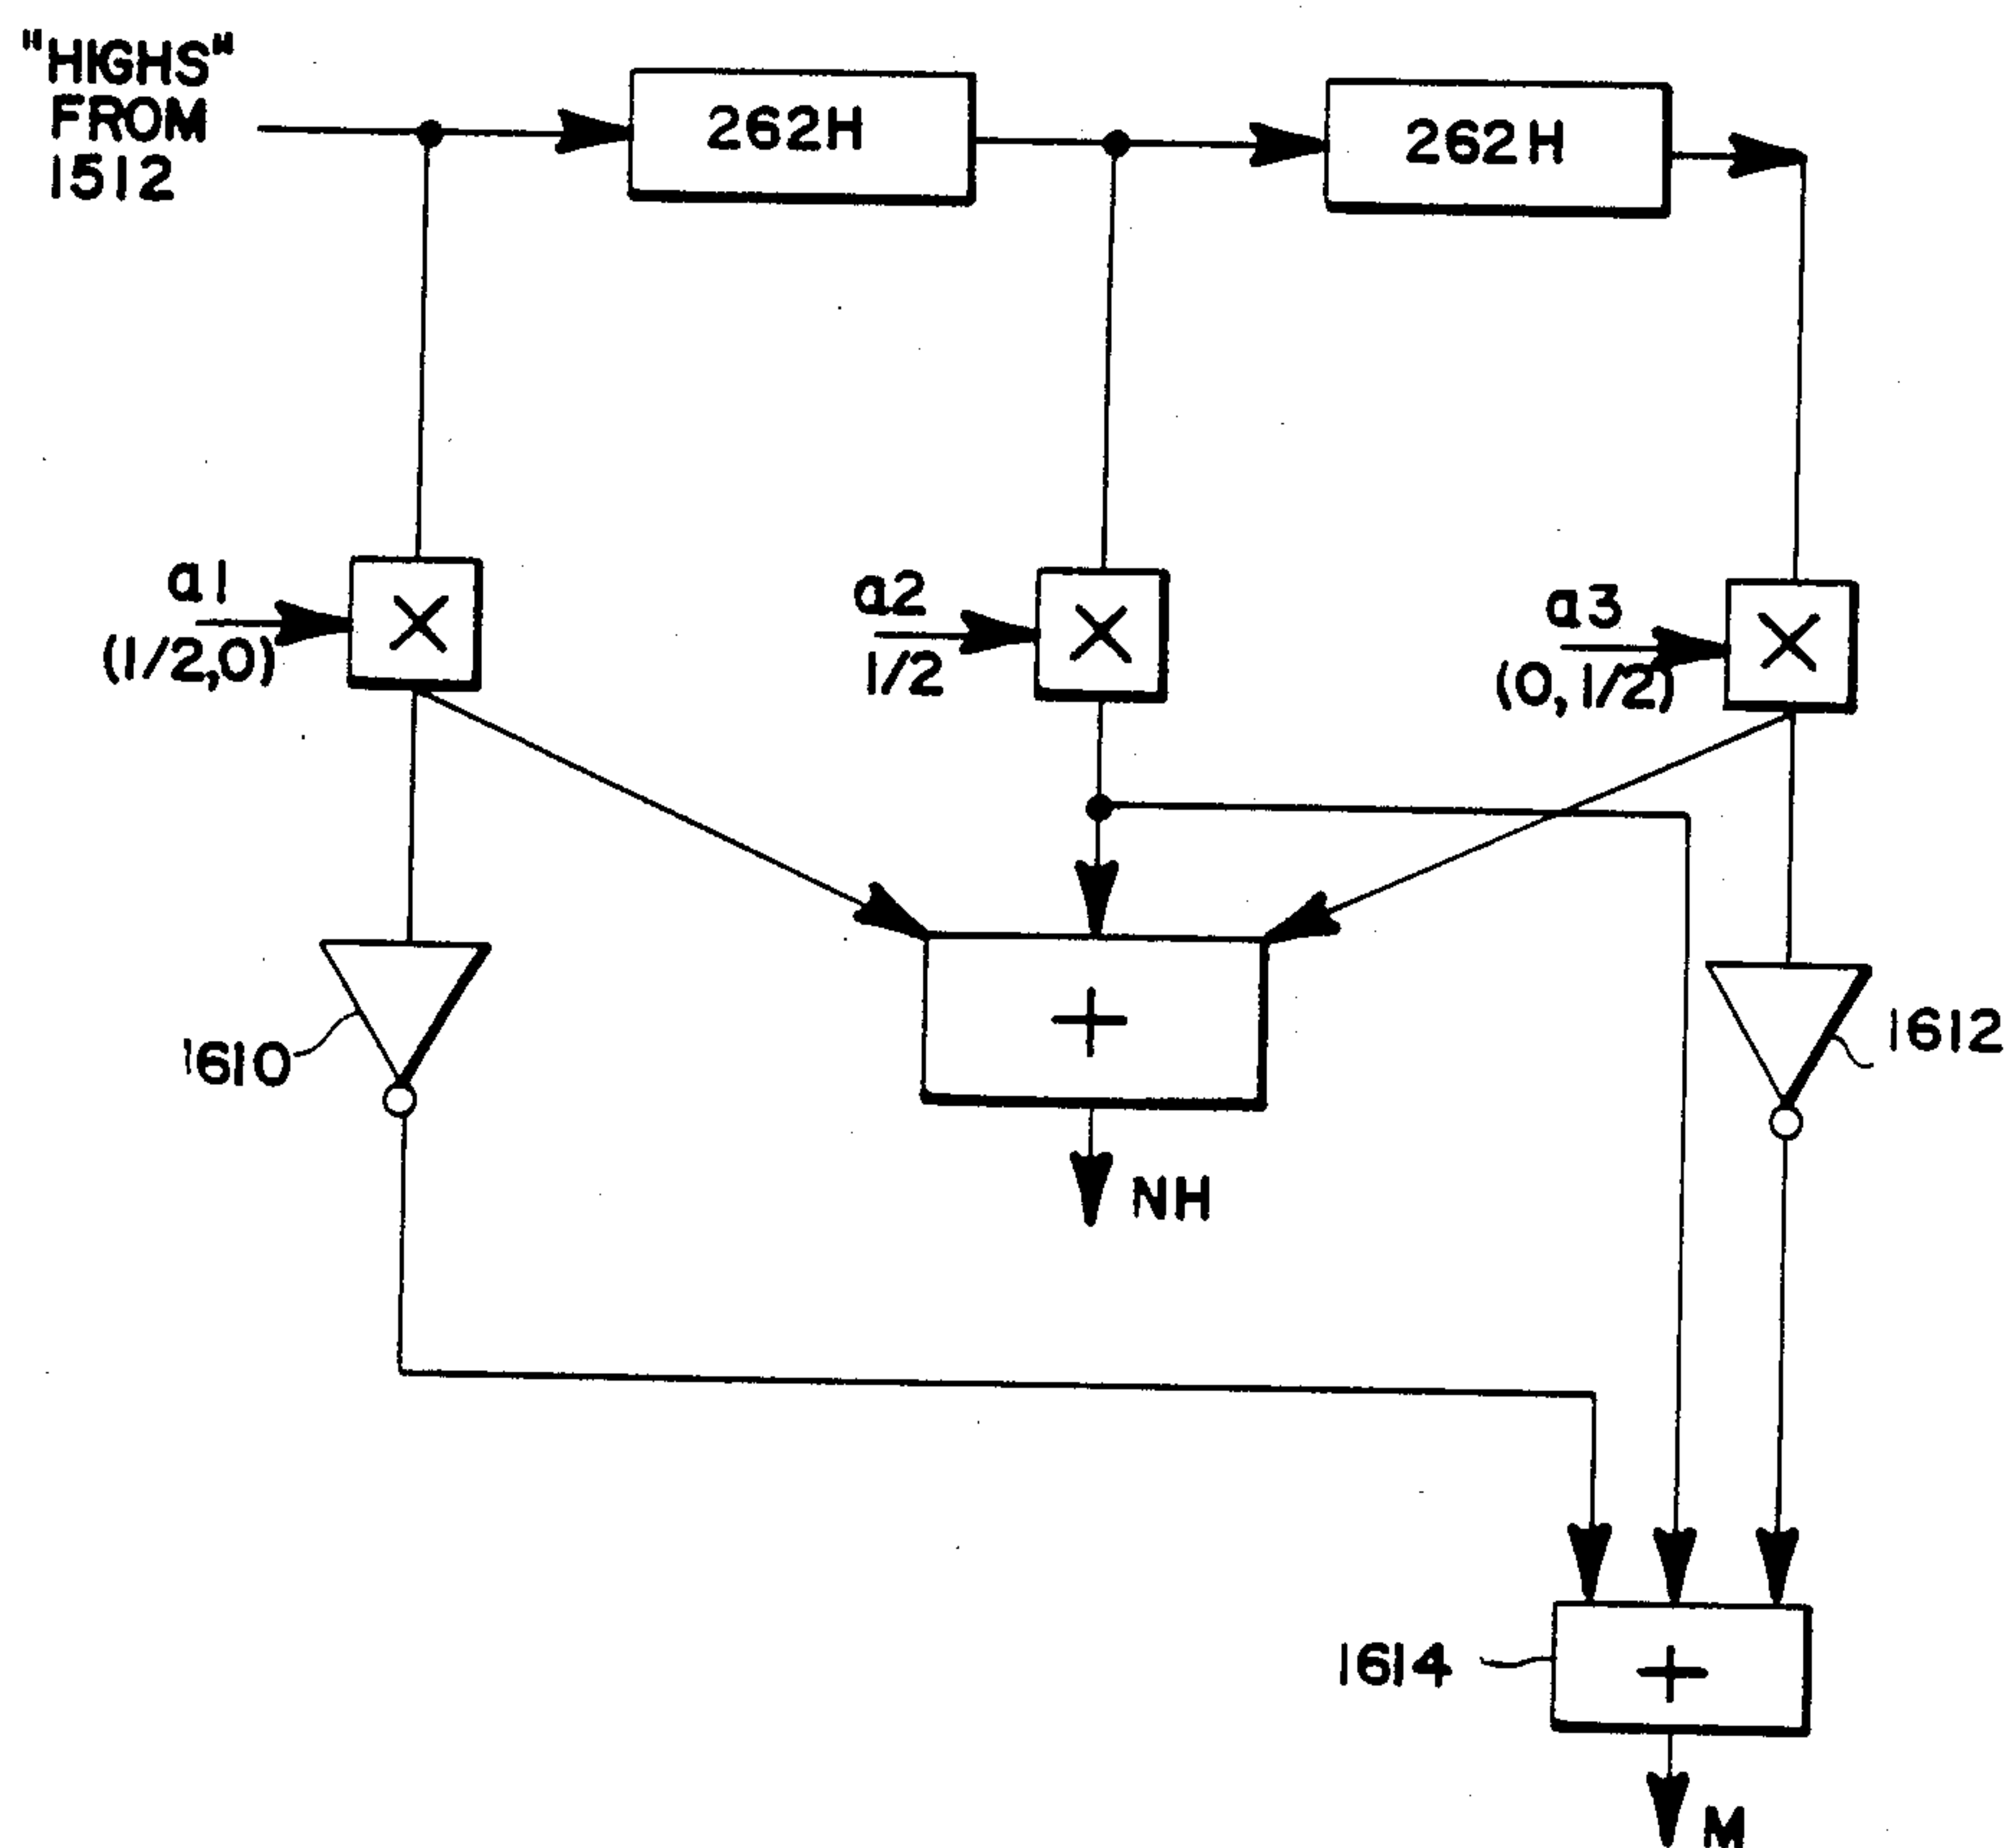 "HIGHS"
FROM
1512
262H
262H
a1
(1/2,0)
×
a2
1/2
×
a3
(0,1/2)
×
1610
+
1612
NH
1614
+
M